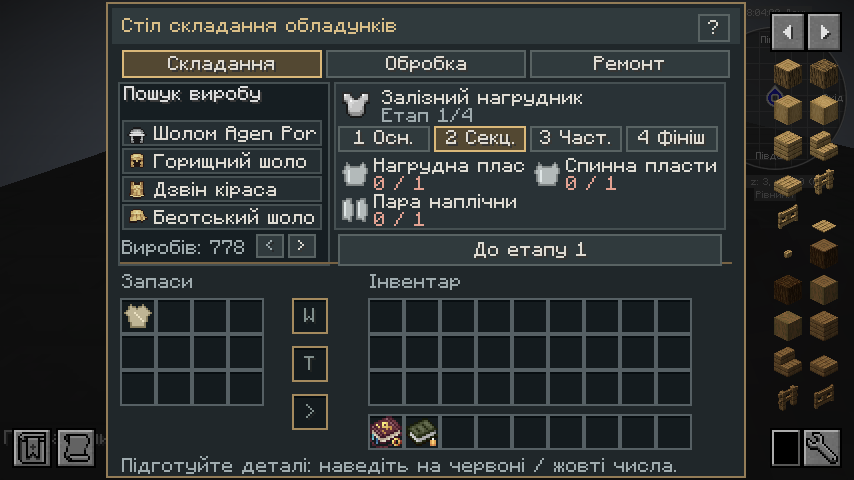 Стіл складання обладунків
?
Складання
Обробка
Ремонт
Пошук виробу
Шолом Agen Por
Горищний шоло
Дзвін кіраса
Беотський шоло
Виробів: 778
<
>
Залізний нагрудник
Етап 1/4
1 Осн.
2 Секц.
3 Част.
4 Фініш
Нагрудна плас
0 / 1
Спинна пласти
0 / 1
Пара наплічни
0 / 1
До етапу 1
Запаси
Інвентар
W
T
>
Підготуйте деталі: наведіть на червоні / жовті числа.